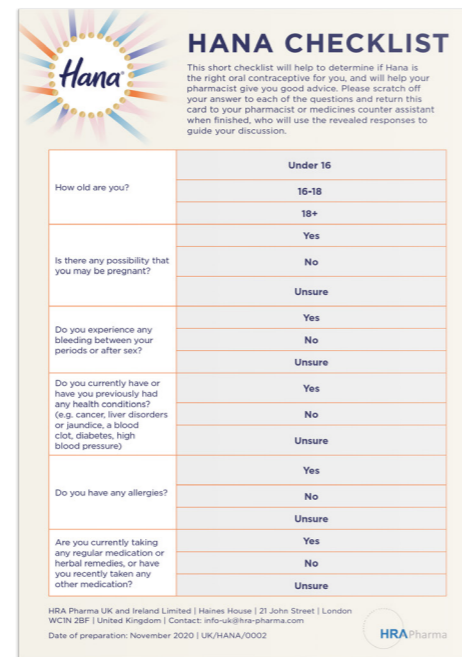 Hana
HANA CHECKLIST
This short checklist will help to determine if Hana is
the right oral contraceptive for you, and will help your
pharmacist give you good advice. Please scratch off
your answer to each of the questions and return this
card to your pharmacist or medicines counter assistant
when finished, who will use the revealed responses to
guide your discussion.
How old are you?
Under 16
16-18
18+
Is there any possibility that
you may be pregnant?
Yes
No
Unsure
Do you experience any
bleeding between your
periods or after sex?
Yes
No
Unsure
Do you currently have or
have you previously had
any health conditions?
(e.g. cancer, liver disorders
or jaundice, a blood
clot, diabetes, high
blood pressure)
Yes
No
Unsure
Do you have any allergies?
Yes
No
Unsure
Are you currently taking
any regular medication or
herbal remedies, or have
you recently taken any
other medication?
Yes
No
Unsure
HRA Pharma UK and Ireland Limited | Haines House | 21 John Street | London
WC1N 2BF | United Kingdom | Contact: info-uk@hra-pharma.com
Date of preparation: November 2020 | UK/HANA/0002
HRA Pharma